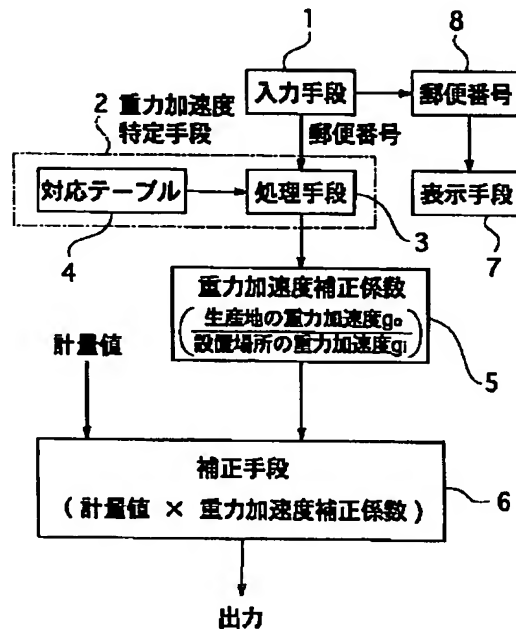 1
8
入力手段
郵便番号
2 重力加速度
特定手段
郵便番号
対応テーブル
処理手段
表示手段
4
3
7
重力加速度補正係数
(生産地の重力加速度g₀
設置場所の重力加速度gi)
5
計量値
補正手段
(計量値 × 重力加速度補正係数)
6
出力